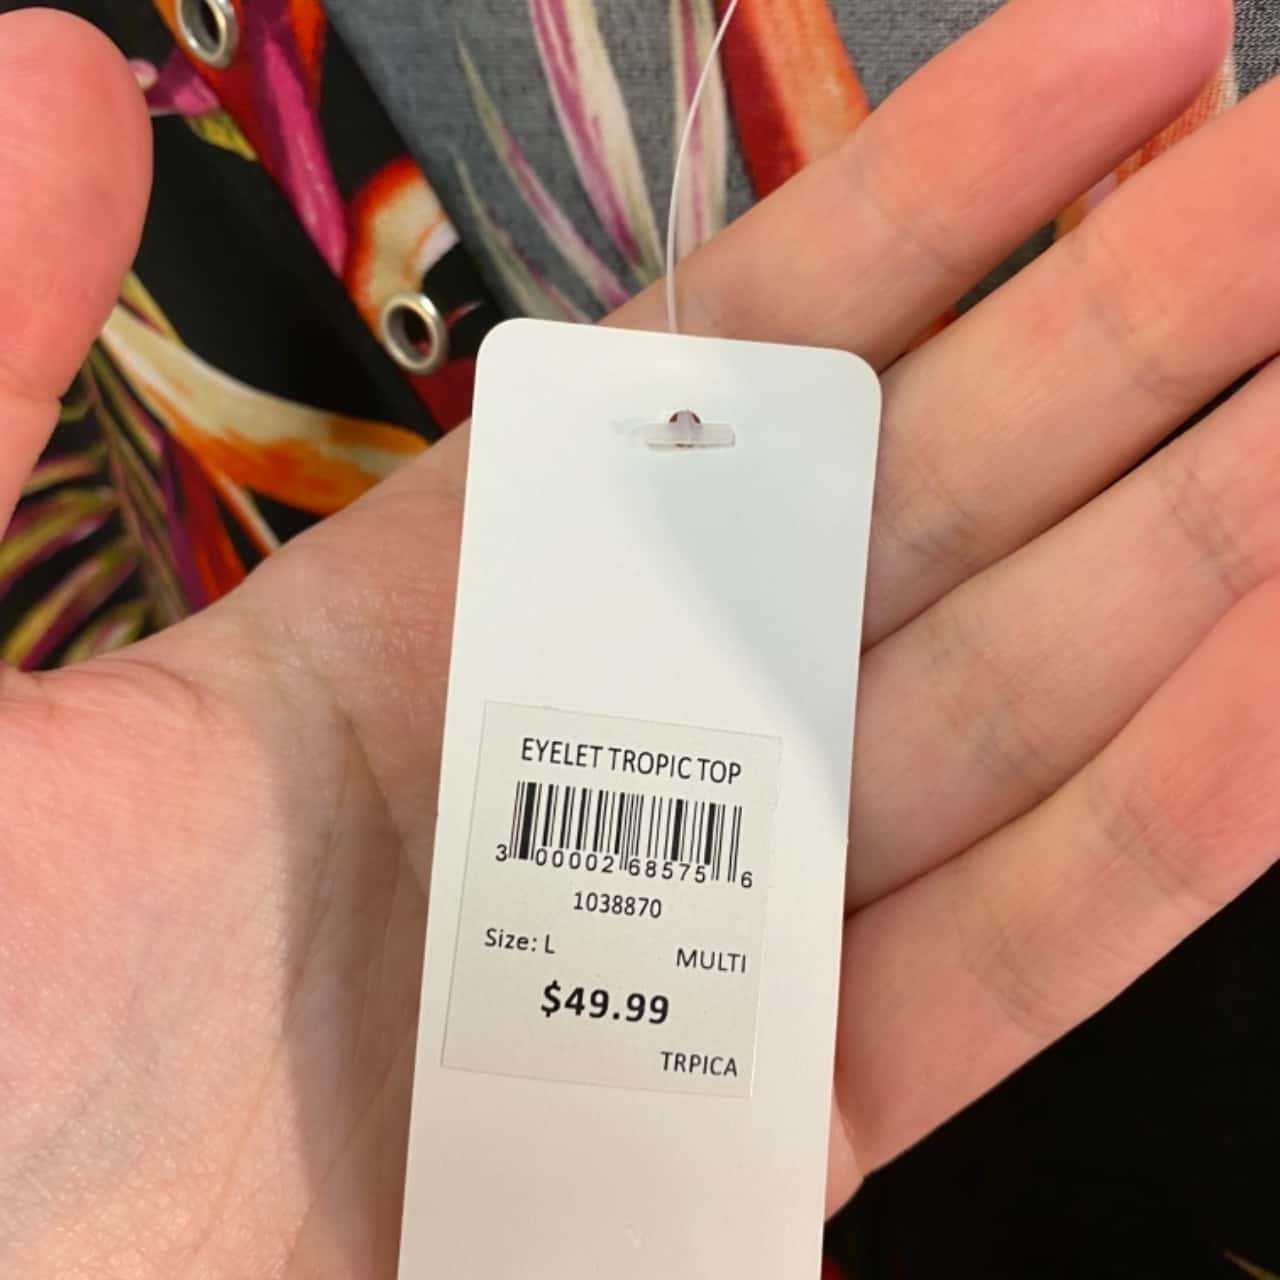 EYELET TROPIC TOP
3 00002 68575 6
1038870
Size: L MULTI
$49.99
TRPICA